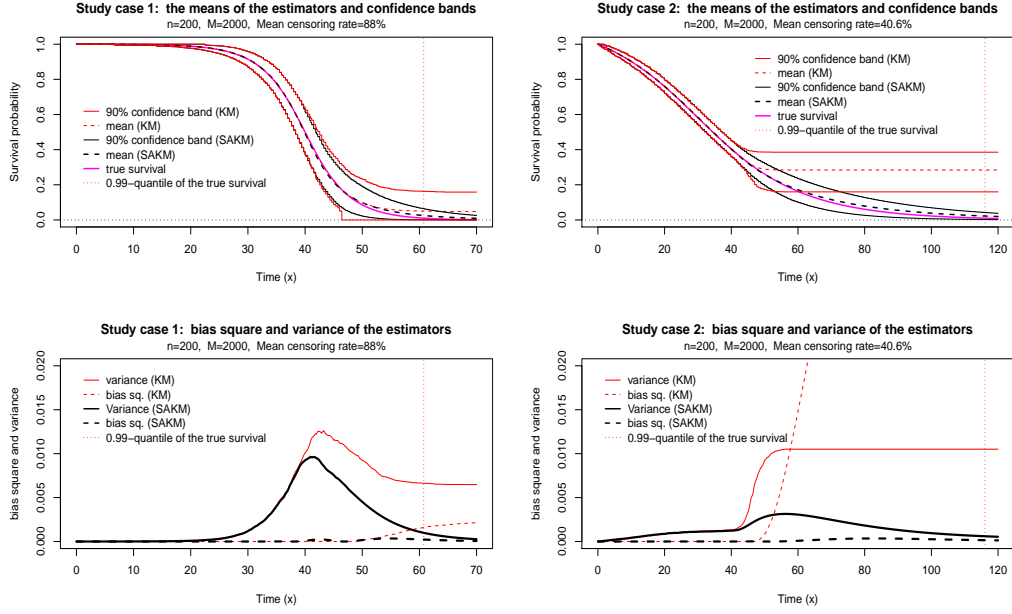 Study case 1:  the means of the estimators and confidence bands
n=200,  M=2000,  Mean censoring rate=88%
Survival probability
1.0
0.8
0.6
0.4
0.2
0.0
90% confidence band (KM)
mean (KM)
90% confidence band (SAKM)
mean (SAKM)
true survival
0.99−quantile of the true survival
0 10 20 30 40 50 60 70
Time (x)
Study case 2:  the means of the estimators and confidence bands
n=200,  M=2000,  Mean censoring rate=40.6%
Survival probability
1.0
0.8
0.6
0.4
0.2
0.0
90% confidence band (KM)
mean (KM)
90% confidence band (SAKM)
mean (SAKM)
true survival
0.99−quantile of the true survival
0 20 40 60 80 100 120
Time (x)
Study case 1:  bias square and variance of the estimators
n=200,  M=2000,  Mean censoring rate=88%
bias square and variance
0.020
0.015
0.010
0.005
0.000
variance (KM)
bias sq. (KM)
Variance (SAKM)
bias sq. (SAKM)
0.99−quantile of the true survival
0 10 20 30 40 50 60 70
Time (x)
Study case 2:  bias square and variance of the estimators
n=200,  M=2000,  Mean censoring rate=40.6%
bias square and variance
0.020
0.015
0.010
0.005
0.000
variance (KM)
bias sq. (KM)
Variance (SAKM)
bias sq. (SAKM)
0.99−quantile of the true survival
0 20 40 60 80 100 120
Time (x)